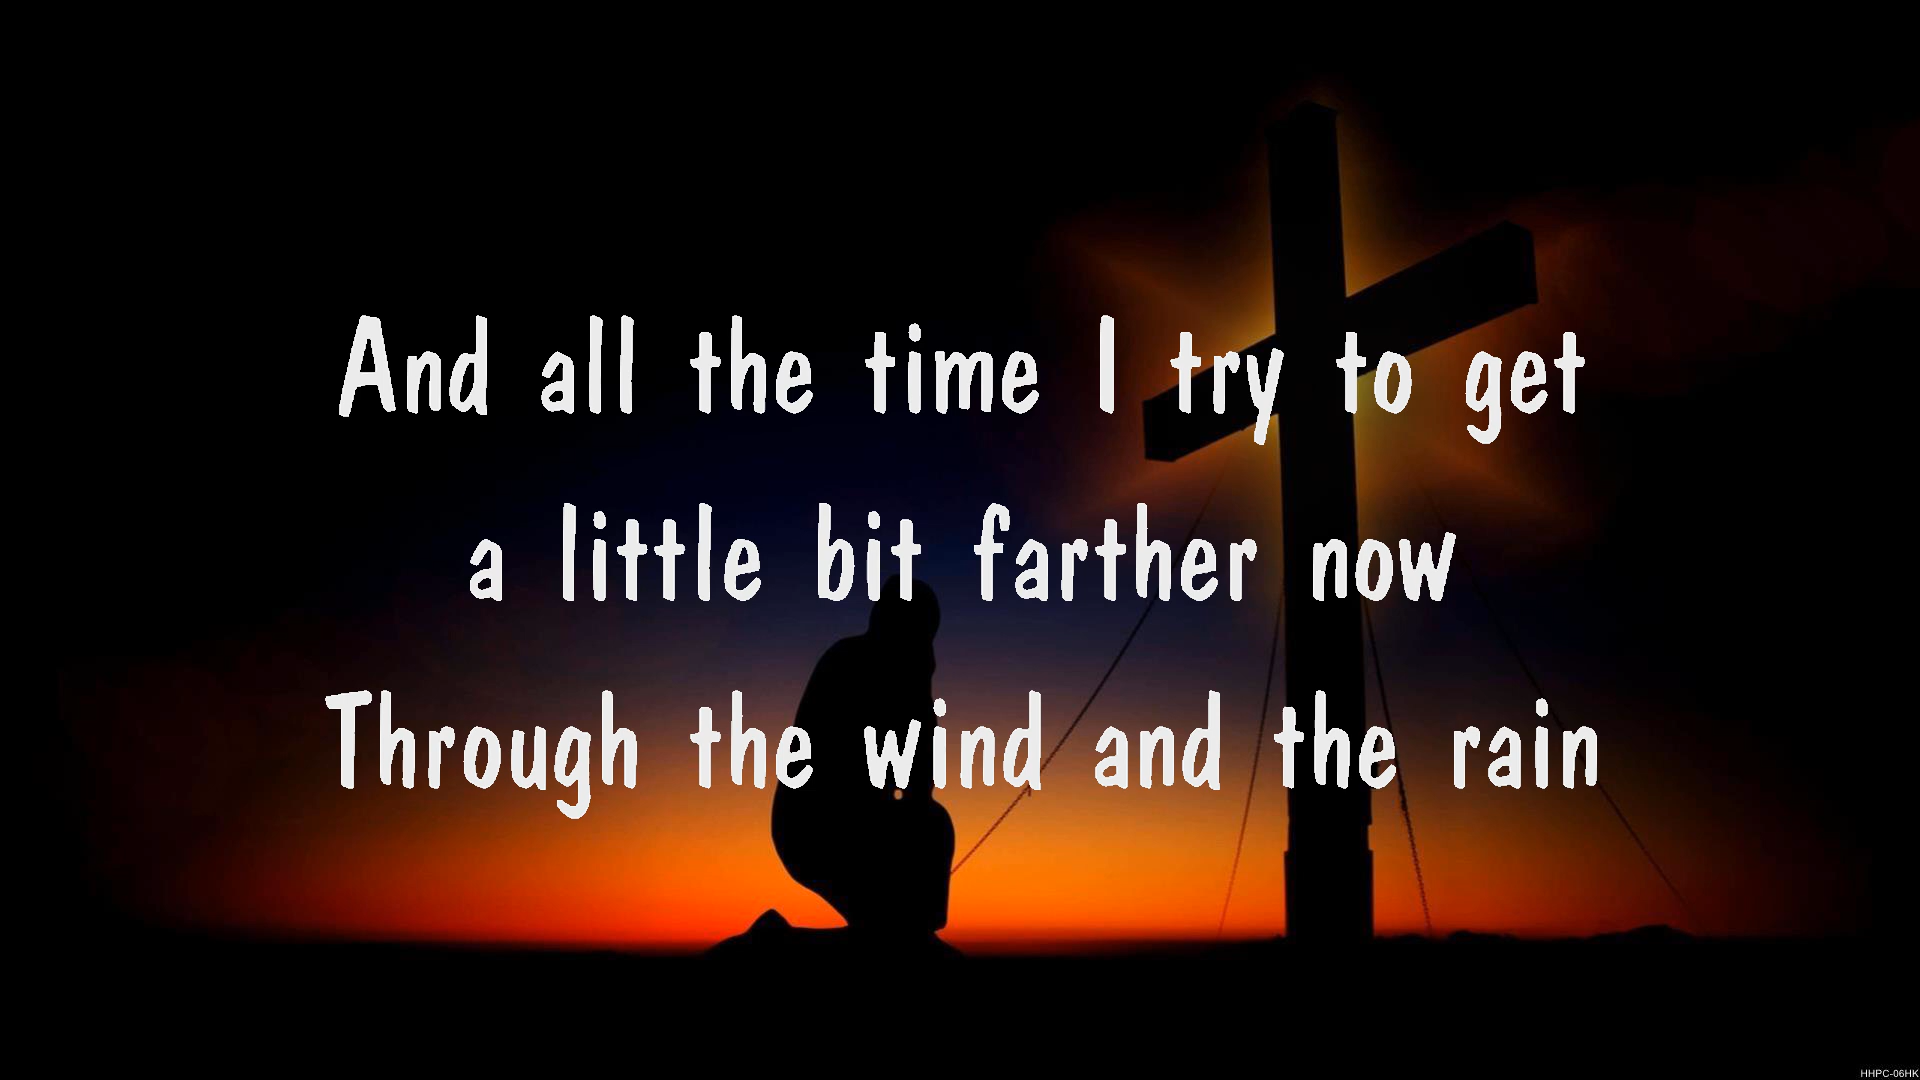 And all the time I try to get
a little bit farther now
Through the wind and the rain
HHPC-06HK